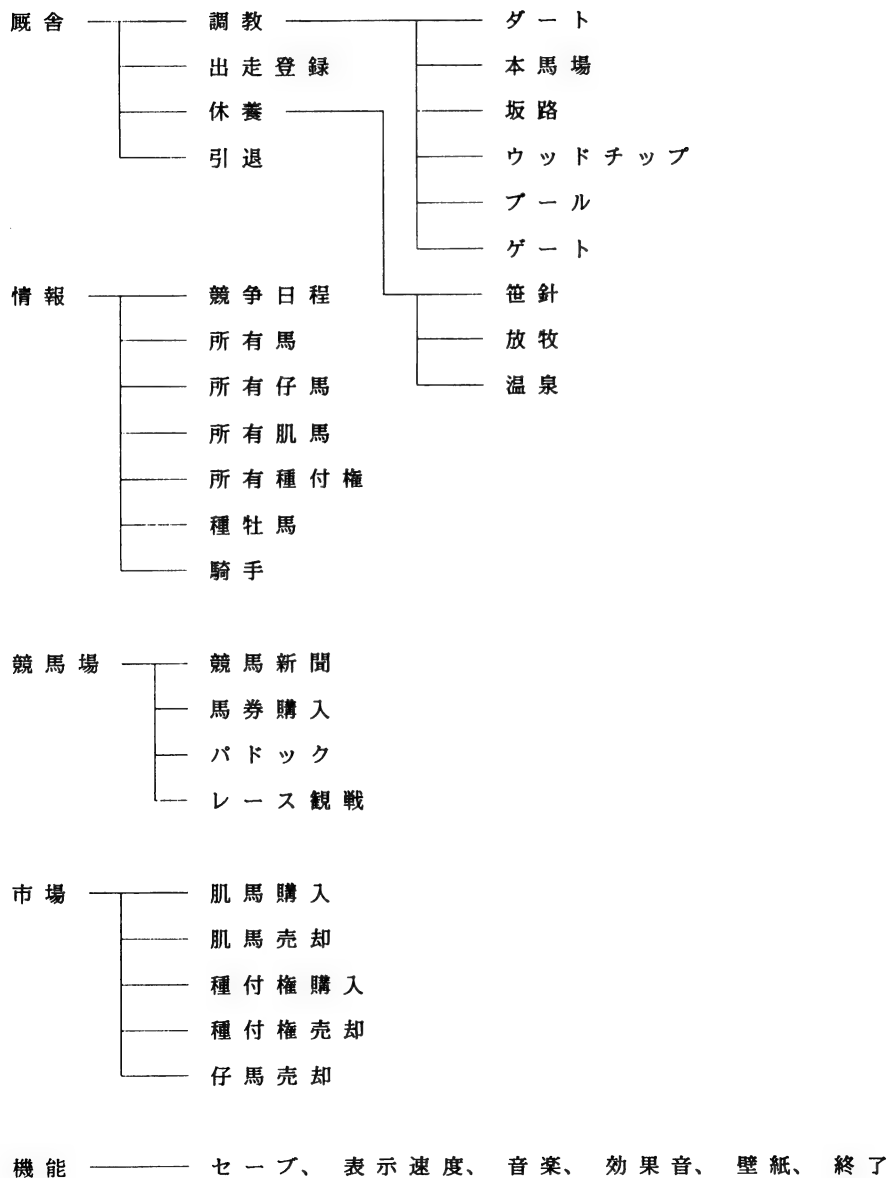 厩舎 調教 ダート
出走登録 本馬場
休養 坂路
引退 ウッドチップ
プール
ゲート
情報 競争日程 笹針
所有馬 放牧
所有仔馬 温泉
所有肌馬
所有種付権
種牡馬
騎手
競馬場 競馬新聞
馬券購入
パドック
レース観戦
市場 肌馬購入
肌馬売却
種付権購入
種付権売却
仔馬売却
機能 セーブ、 表示速度、 音楽、 効果音、 壁紙、 終了